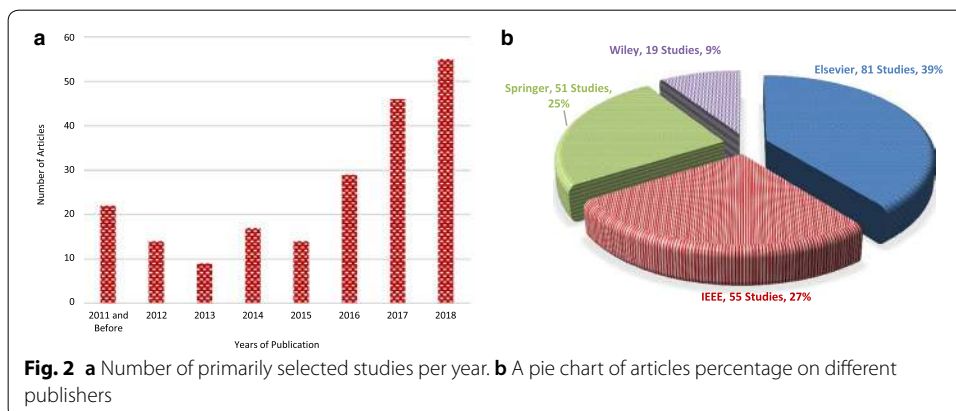 a
60
50
40
30
20
10
0
Number of Articles
2011 and
Before
2012
2013
2014
2015
2016
2017
2018
Years of Publication
b
Wiley, 19 Studies, 9%
Elsevier, 81 Studies, 39%
Springer, 51 Studies,
25%
IEEE, 55 Studies, 27%
Fig. 2 a Number of primarily selected studies per year. b A pie chart of articles percentage on different
publishers